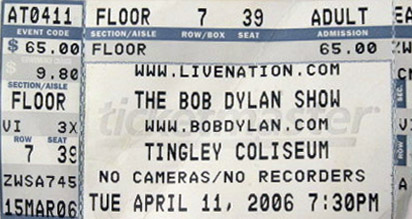 AT0411 FLOOR 7 39 ADULT
EVENT CODE SECTION/AISLE ROW/BOX SEAT ADMISSION
$ 65.00 FLOOR 65.00
$ 9.80 WWW.LIVENATION.COM
SECTION/AISLE
FLOOR THE BOB DYLAN SHOW
ticketmaster
VI 3X WWW.BOBDYLAN.COM
ROW SEAT
7 39 TINGLEY COLISEUM
ZWSA745 NO CAMERAS/NO RECORDERS
15MAR06 TUE APRIL 11, 2006 7:30PM